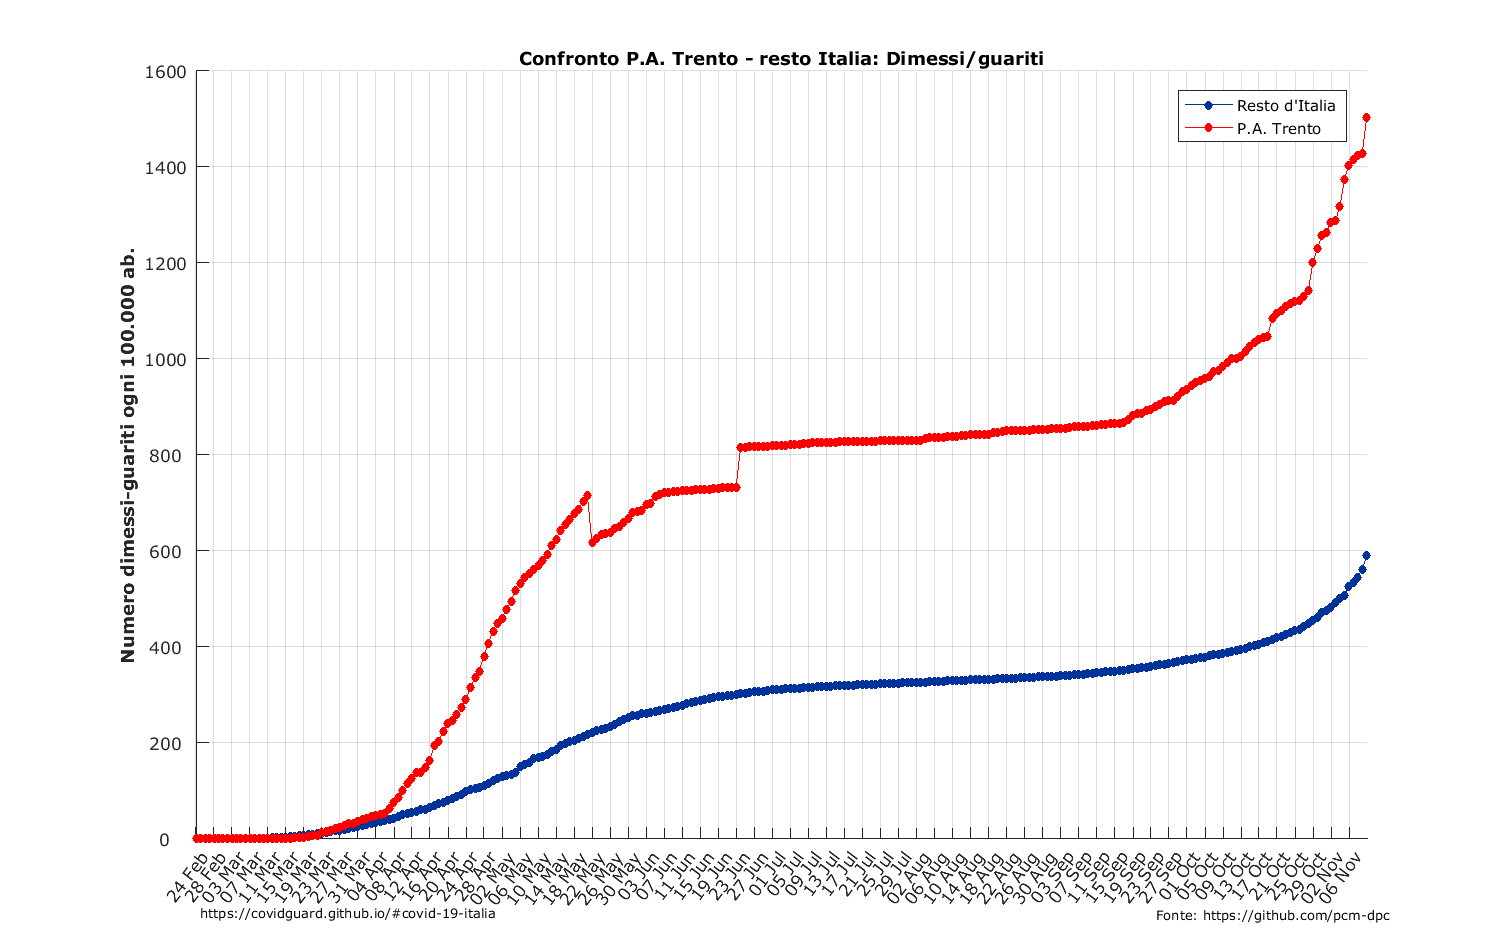 Confronto P.A. Trento - resto Italia: Dimessi/guariti
Resto d'Italia
P.A. Trento
Numero dimessi-guariti ogni 100.000 ab.
1600
1400
1200
1000
800
600
400
200
0
24 Feb
28 Feb
03 Mar
07 Mar
11 Mar
15 Mar
19 Mar
23 Mar
27 Mar
31 Mar
04 Apr
08 Apr
12 Apr
16 Apr
20 Apr
24 Apr
28 Apr
02 May
06 May
10 May
14 May
18 May
22 May
26 May
30 May
03 Jun
07 Jun
11 Jun
15 Jun
19 Jun
23 Jun
27 Jun
01 Jul
05 Jul
09 Jul
13 Jul
17 Jul
21 Jul
25 Jul
29 Jul
02 Aug
06 Aug
10 Aug
14 Aug
18 Aug
22 Aug
26 Aug
30 Aug
03 Sep
07 Sep
11 Sep
15 Sep
19 Sep
23 Sep
27 Sep
01 Oct
05 Oct
09 Oct
13 Oct
17 Oct
21 Oct
25 Oct
29 Oct
02 Nov
06 Nov
https://covidguard.github.io/#covid-19-italia
Fonte: https://github.com/pcm-dpc